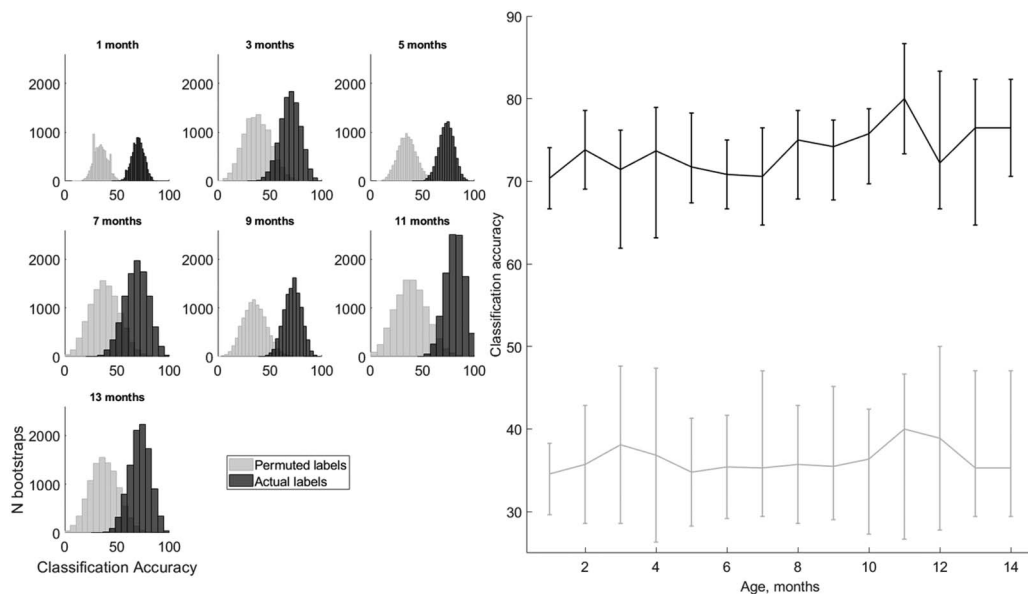 1 month
3 months
5 months
2000
1000
0
0 50 100
2000
1000
0
0 50 100
2000
1000
0
0 50 100
7 months
9 months
11 months
2000
1000
0
0 50 100
2000
1000
0
0 50 100
2000
1000
0
0 50 100
13 months
N bootstraps
2000
1000
0
0 50 100
Classification Accuracy
Permuted labels
Actual labels
Classification accuracy
90
80
70
60
50
40
30
2 4 6 8 10 12 14
Age, months